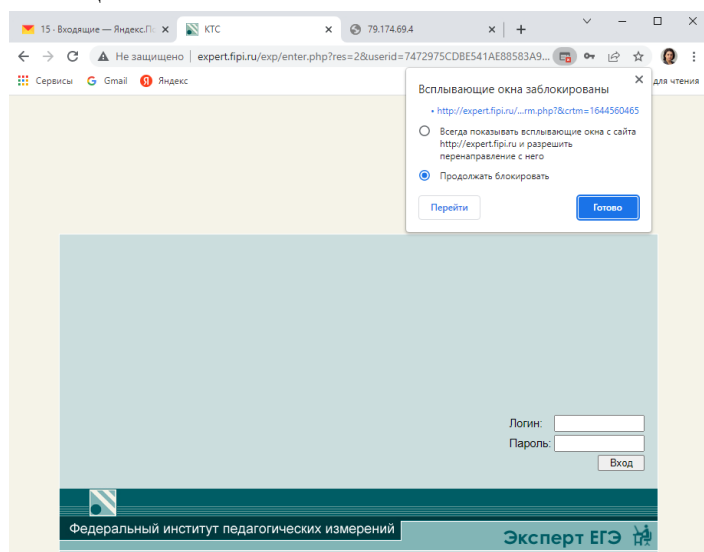 15 · Входящие — Яндекс.П
КТС
79.174.69.4
Не защищено | expert.fipi.ru/exp/enter.php?res=2&userid=7472975CDBE541AE88583A9...
Сервисы
Gmail
Яндекс
для чтения
Всплывающие окна заблокированы
• http://expert.fipi.ru/...rm.php?&crtm=1644560465
Всегда показывать всплывающие окна с сайта
http://expert.fipi.ru и разрешить
перенаправление с него
Продолжать блокировать
Перейти
Готово
Логин:
Пароль:
Вход
Федеральный институт педагогических измерений
Эксперт ЕГЭ